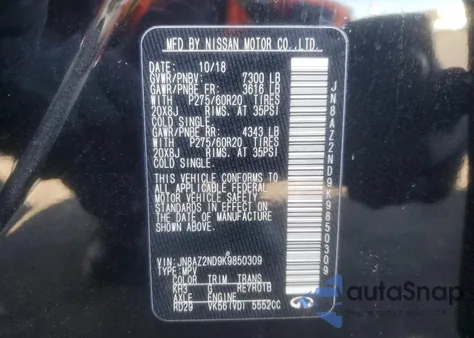 MFD BY NISSAN MOTOR CO.,LTD.
DATE: 10/18
GVWR/PNBV: 7300 LB
GAWR/PNBE FR: 3616 LB
WITH P275/60R20 TIRES
20X8J RIMS. AT 35PSI
COLD SINGLE.
GAWR/PNBE RR: 4343 LB
WITH P275/60R20 TIRES
20X8J RIMS. AT 35PSI
COLD SINGLE.
THIS VEHICLE CONFORMS TO
ALL APPLICABLE FEDERAL
MOTOR VEHICLE SAFETY
STANDARDS IN EFFECT ON
THE DATE OF MANUFACTURE
SHOWN ABOVE.
VIN: JN8AZ2ND9K9850309
TYPE: MPV
COLOR TRIM TRANS
KH3 G RE7R01B
AXLE ENGINE
RD29 VK56(VD) 5552CC
JN8AZ2ND9K9850309
AutoSnap